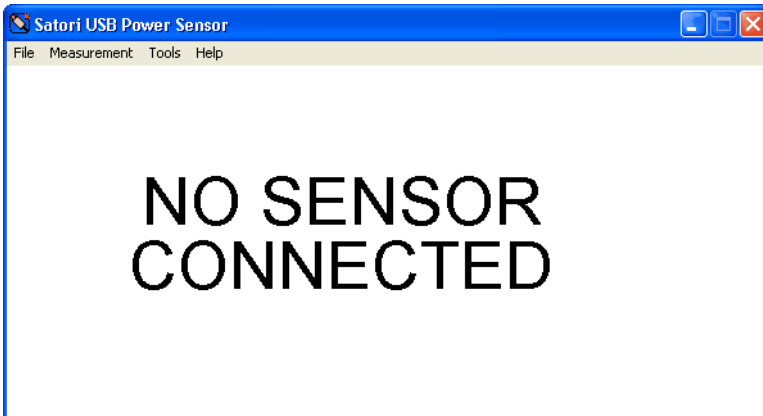 Satori USB Power Sensor
File Measurement Tools Help
NO SENSOR
CONNECTED